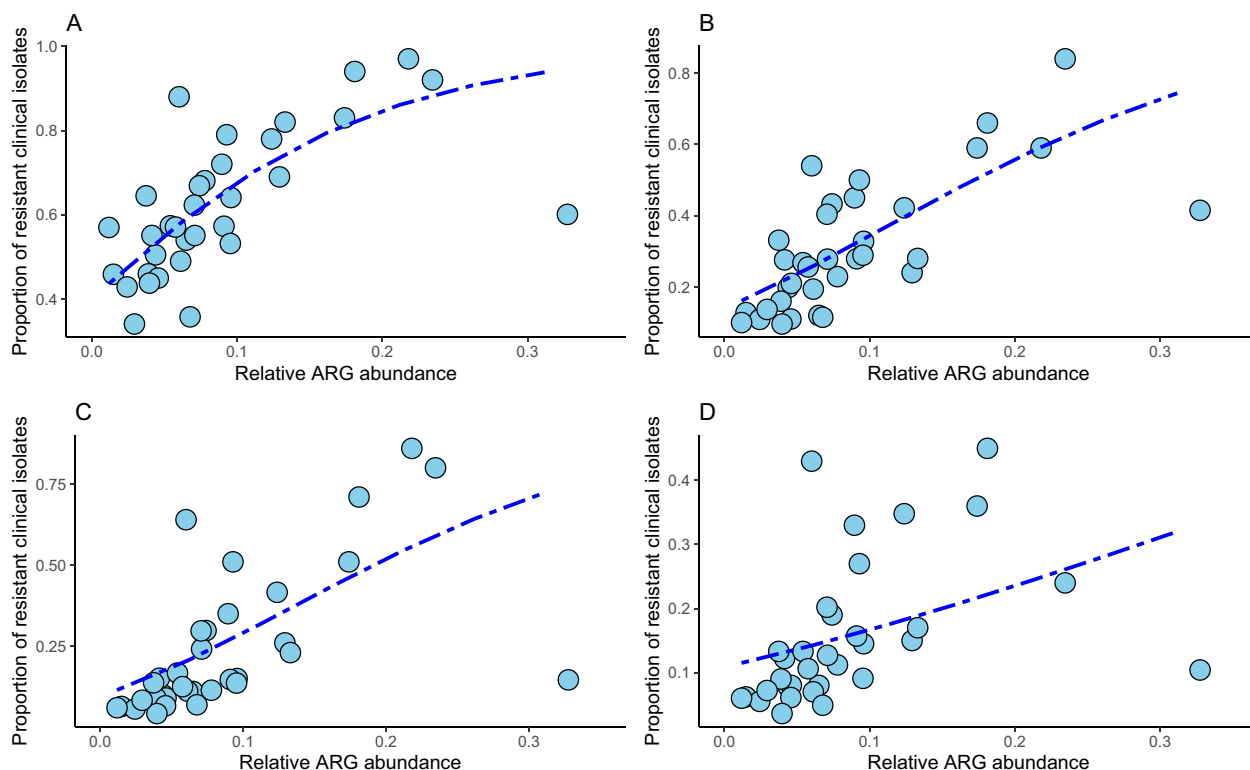 A
Proportion of resistant clinical isolates
1.0
0.8
0.6
0.4
0.0
0.1
0.2
0.3
Relative ARG abundance
B
Proportion of resistant clinical isolates
0.8
0.6
0.4
0.2
0.0
0.1
0.2
0.3
Relative ARG abundance
C
Proportion of resistant clinical isolates
0.75
0.50
0.25
0.0
0.1
0.2
0.3
Relative ARG abundance
D
Proportion of resistant clinical isolates
0.4
0.3
0.2
0.1
0.0
0.1
0.2
0.3
Relative ARG abundance